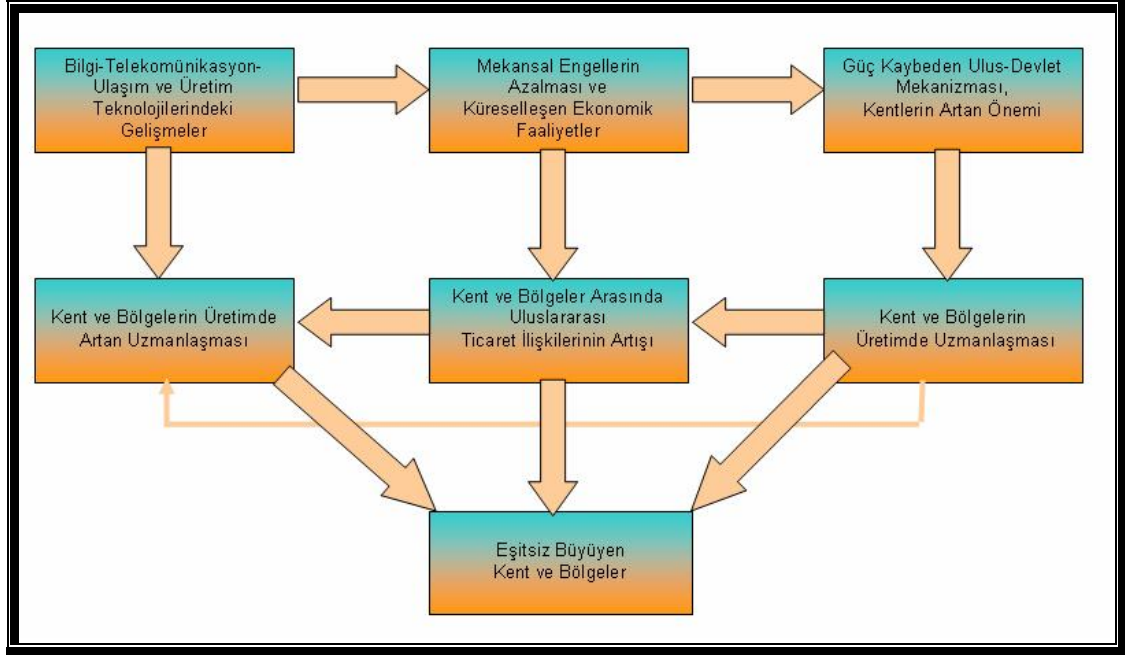 Bilgi-Telekomünikasyon-
Ulaşım ve Üretim
Teknolojilerindeki
Gelişmeler
Mekansal Engellerin
Azalması ve
Küreselleşen Ekonomik
Faaliyetler
Güç Kaybeden Ulus-Devlet
Mekanizması,
Kentlerin Artan Önemi
Kent ve Bölgelerin Üretimde
Artan Uzmanlaşması
Kent ve Bölgeler Arasında
Uluslararası
Ticaret İlişkilerinin Artışı
Kent ve Bölgelerin
Üretimde Uzmanlaşması
Eşitsiz Büyüyen
Kent ve Bölgeler